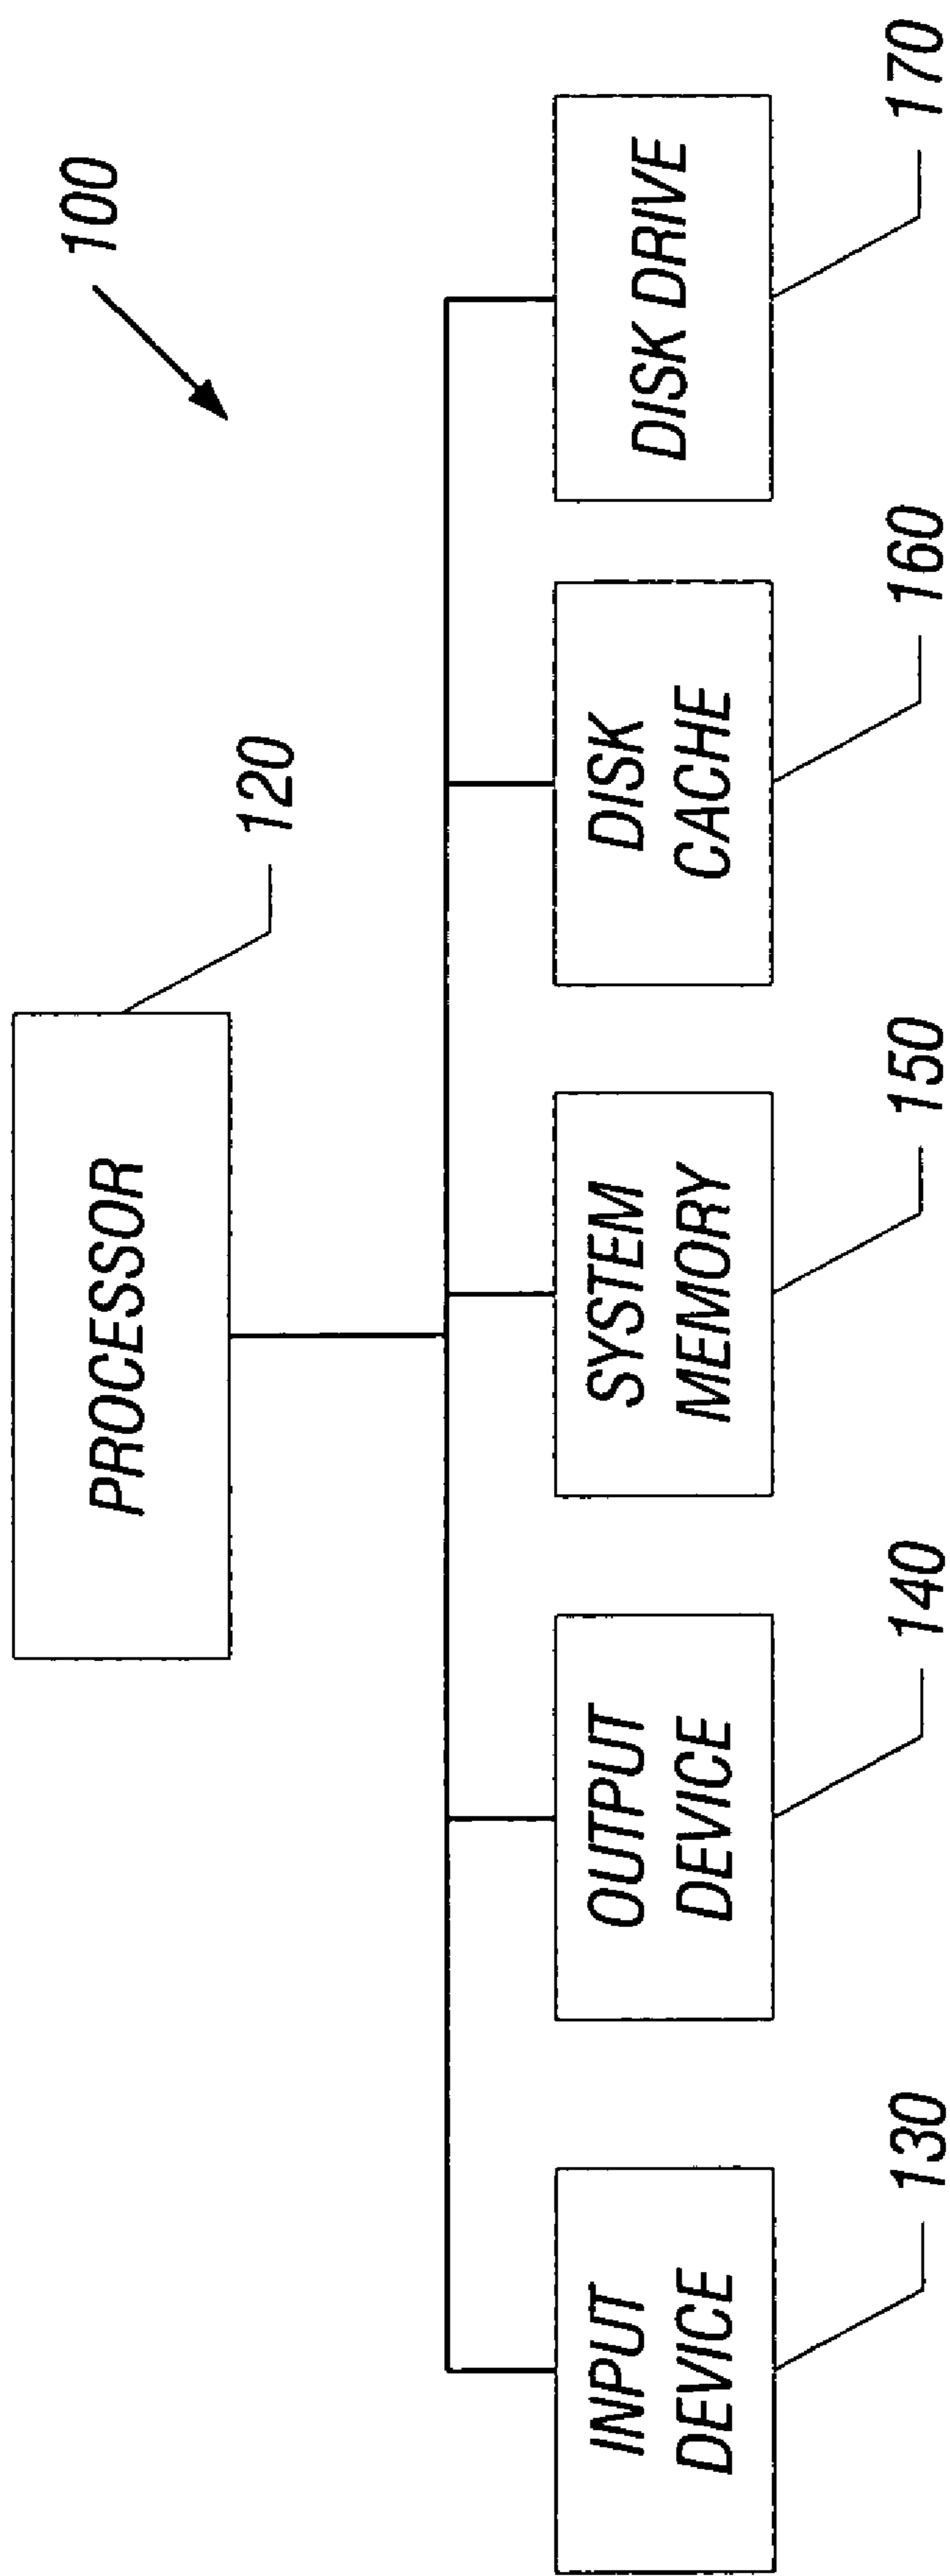 100
PROCESSOR
120
INPUT
DEVICE
130
OUTPUT
DEVICE
140
SYSTEM
MEMORY
150
DISK
CACHE
160
DISK DRIVE
170